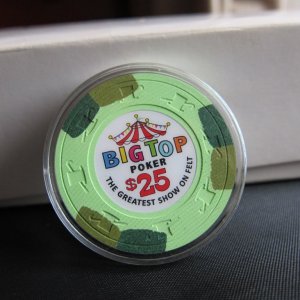 BIG TOP
POKER
$25
THE GREATEST SHOW ON FELT